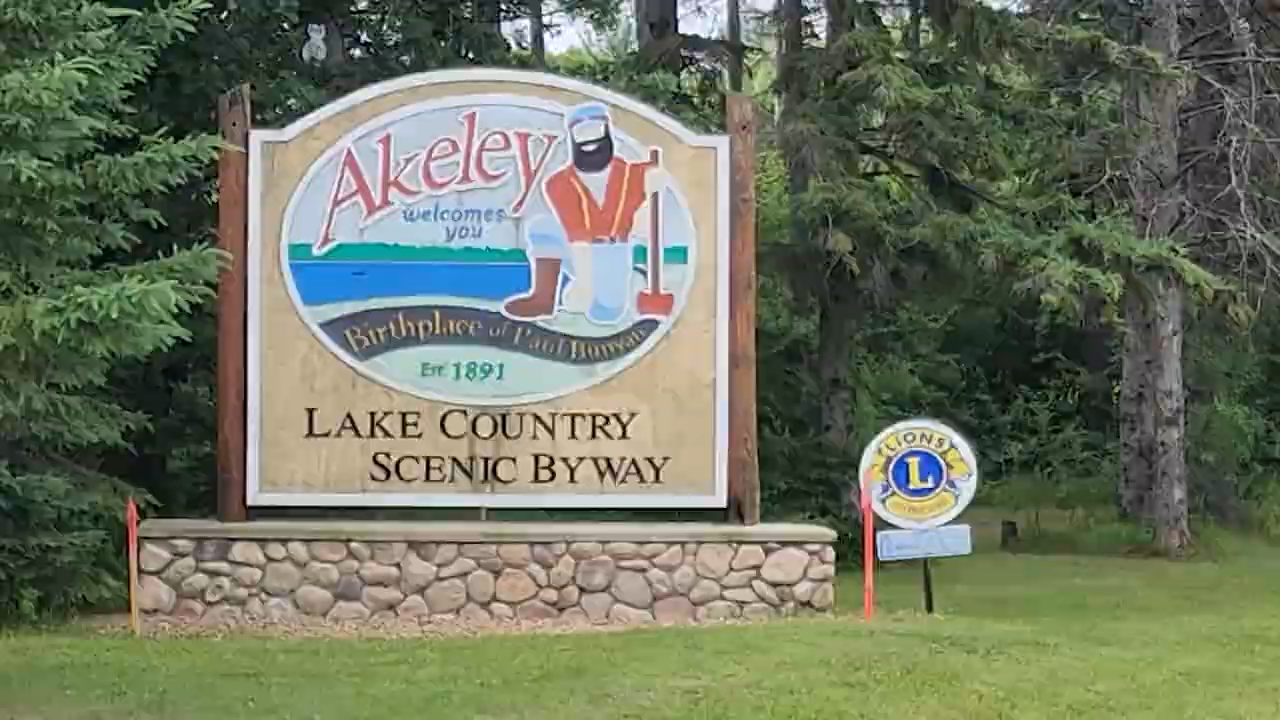 Akeley
welcomes
you
Birthplace of Paul Bunyan
Est 1891
LAKE COUNTRY
SCENIC BYWAY
LIONS
L